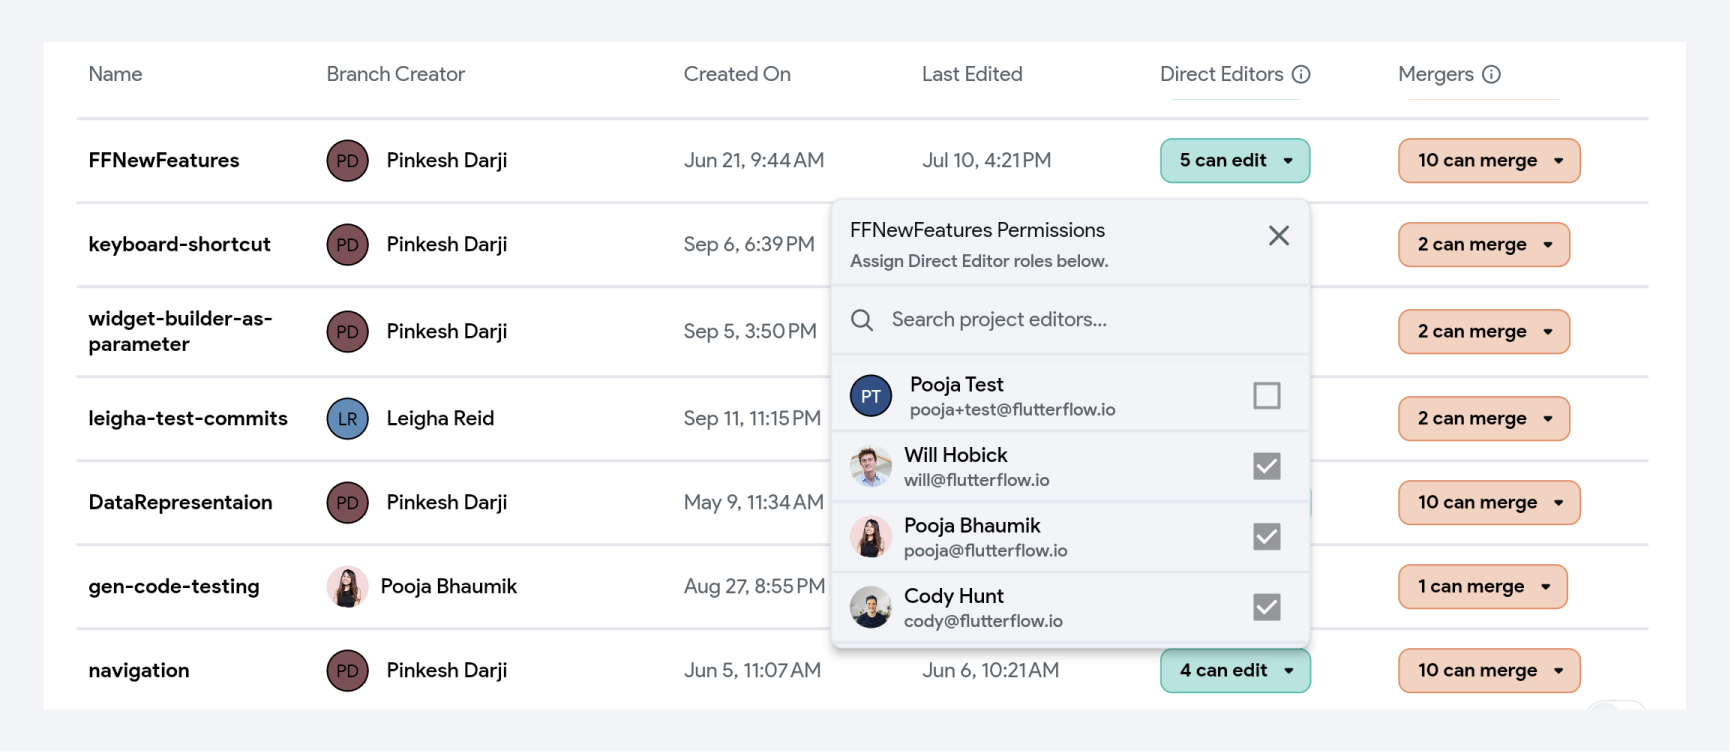 Name Branch Creator Created On Last Edited Direct Editors Mergers
FFNewFeatures PD Pinkesh Darji Jun 21, 9:44 AM Jul 10, 4:21 PM 5 can edit 10 can merge
FFNewFeatures Permissions
Assign Direct Editor roles below.
keyboard-shortcut PD Pinkesh Darji Sep 6, 6:39 PM 2 can merge
Search project editors...
widget-builder-as-
parameter PD Pinkesh Darji Sep 5, 3:50 PM 2 can merge
PT Pooja Test
pooja+test@flutterflow.io
leigha-test-commits LR Leigha Reid Sep 11, 11:15 PM 2 can merge
Will Hobick
will@flutterflow.io
DataRepresentaion PD Pinkesh Darji May 9, 11:34 AM 10 can merge
Pooja Bhaumik
pooja@flutterflow.io
gen-code-testing Pooja Bhaumik Aug 27, 8:55 PM 1 can merge
Cody Hunt
cody@flutterflow.io
navigation PD Pinkesh Darji Jun 5, 11:07 AM Jun 6, 10:21 AM 4 can edit 10 can merge